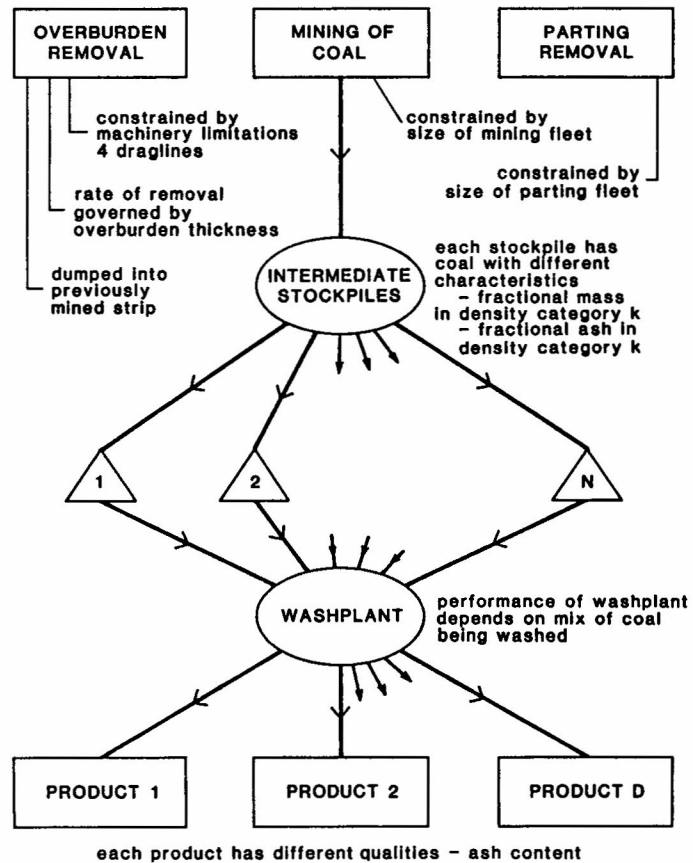 OVERBURDEN
REMOVAL
MINING OF
COAL
PARTING
REMOVAL
constrained by
machinery limitations
4 draglines
constrained by
size of mining fleet
constrained by
size of parting fleet
rate of removal
governed by
overburden thickness
dumped into
previously
mined strip
INTERMEDIATE
STOCKPILES
each stockpile has
coal with different
characteristics
– fractional mass
in density category k
– fractional ash in
density category k
1
2
N
WASHPLANT
performance of washplant
depends on mix of coal
being washed
PRODUCT 1
PRODUCT 2
PRODUCT D
each product has different qualities – ash content